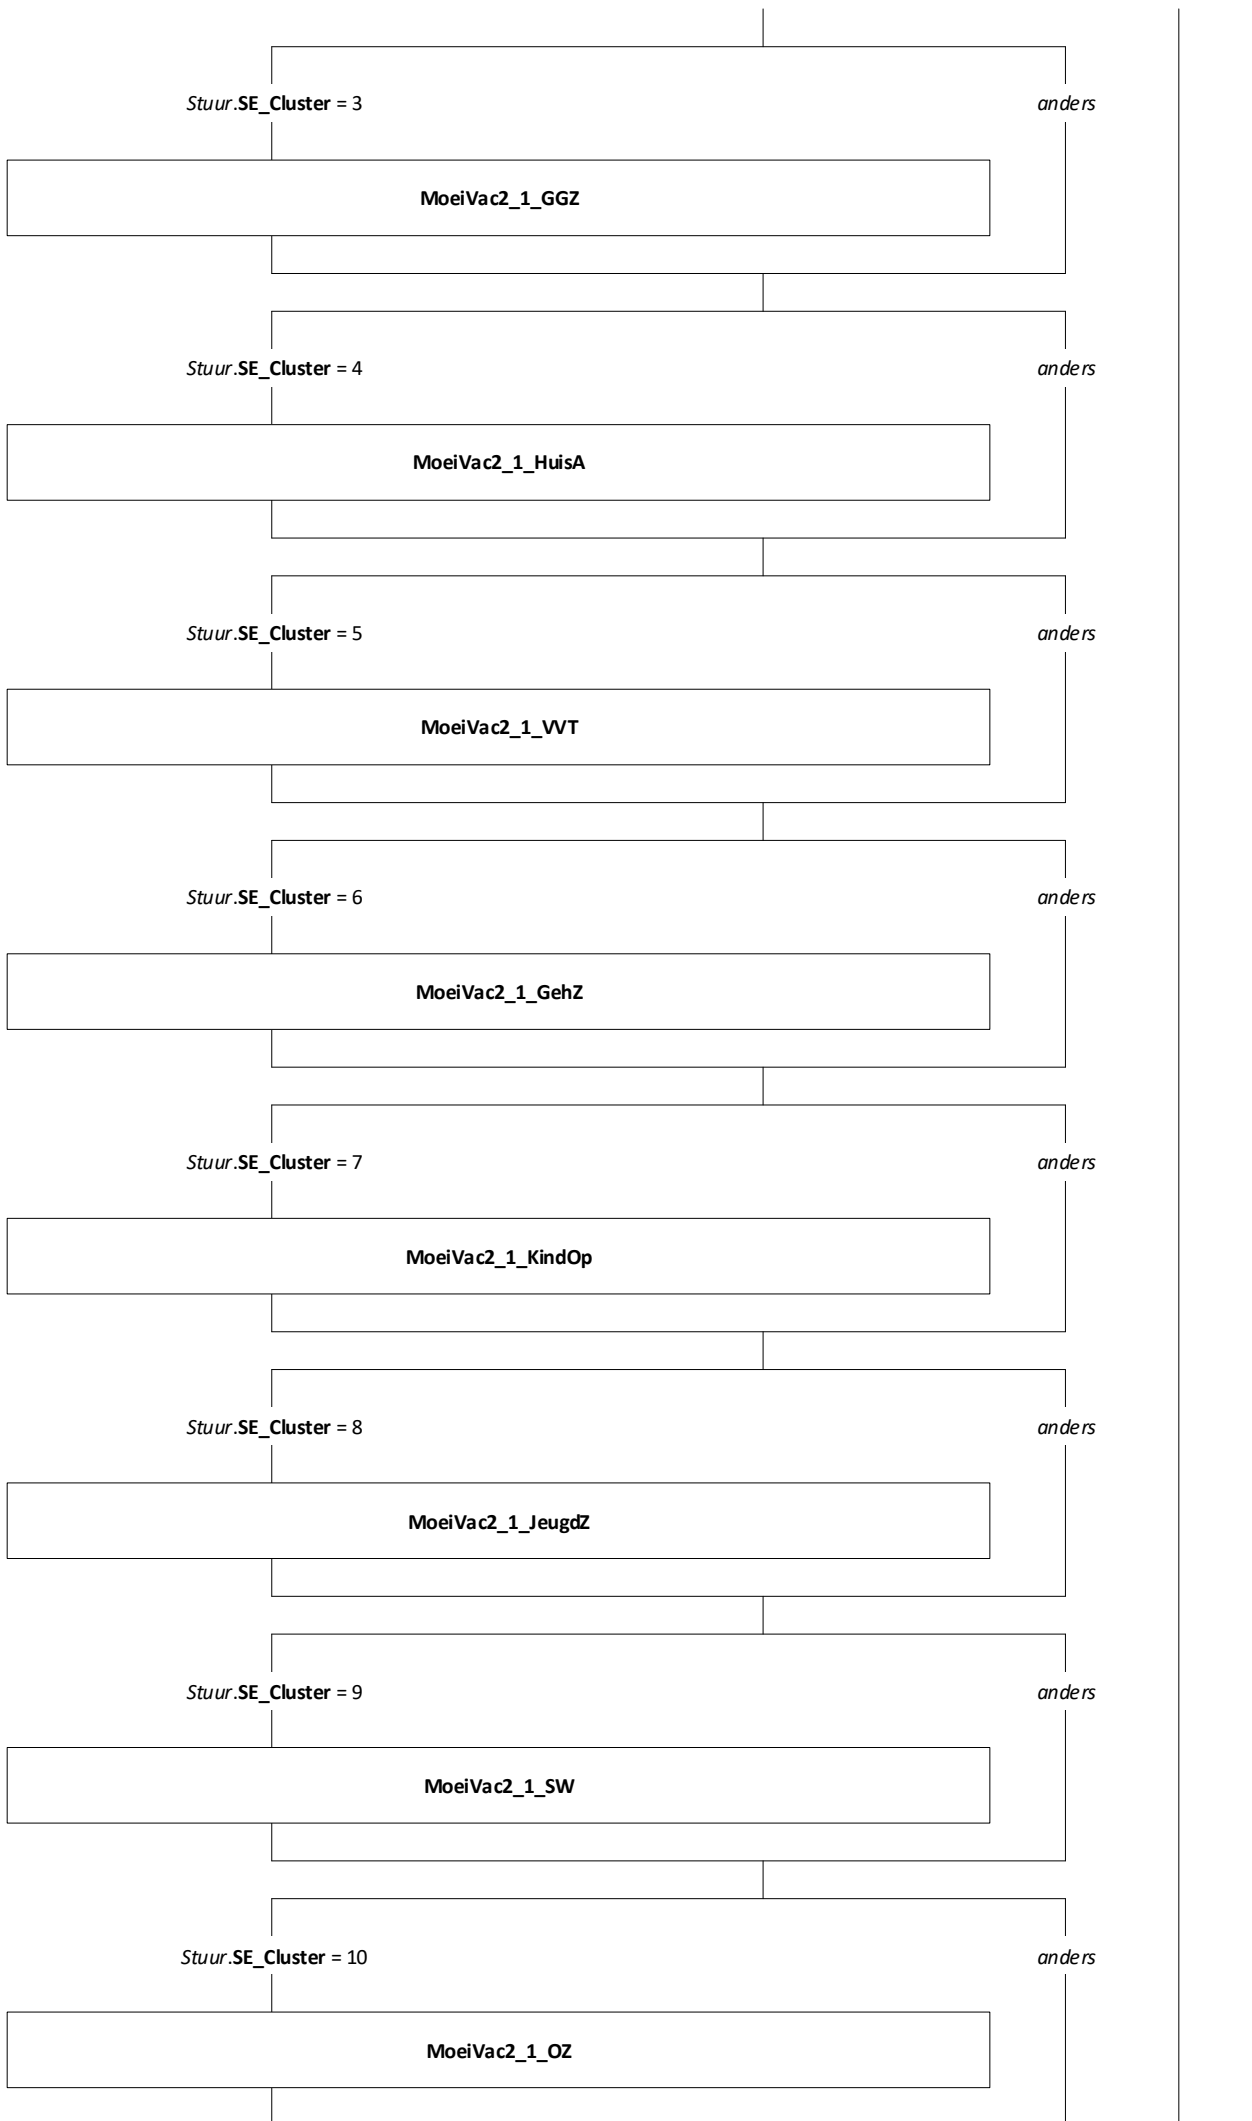 Stuur.SE_Cluster = 3 anders
MoeiVac2_1_GGZ
Stuur.SE_Cluster = 4 anders
MoeiVac2_1_HuisA
Stuur.SE_Cluster = 5 anders
MoeiVac2_1_VVT
Stuur.SE_Cluster = 6 anders
MoeiVac2_1_GehZ
Stuur.SE_Cluster = 7 anders
MoeiVac2_1_KindOp
Stuur.SE_Cluster = 8 anders
MoeiVac2_1_JeugdZ
Stuur.SE_Cluster = 9 anders
MoeiVac2_1_SW
Stuur.SE_Cluster = 10 anders
MoeiVac2_1_OZ